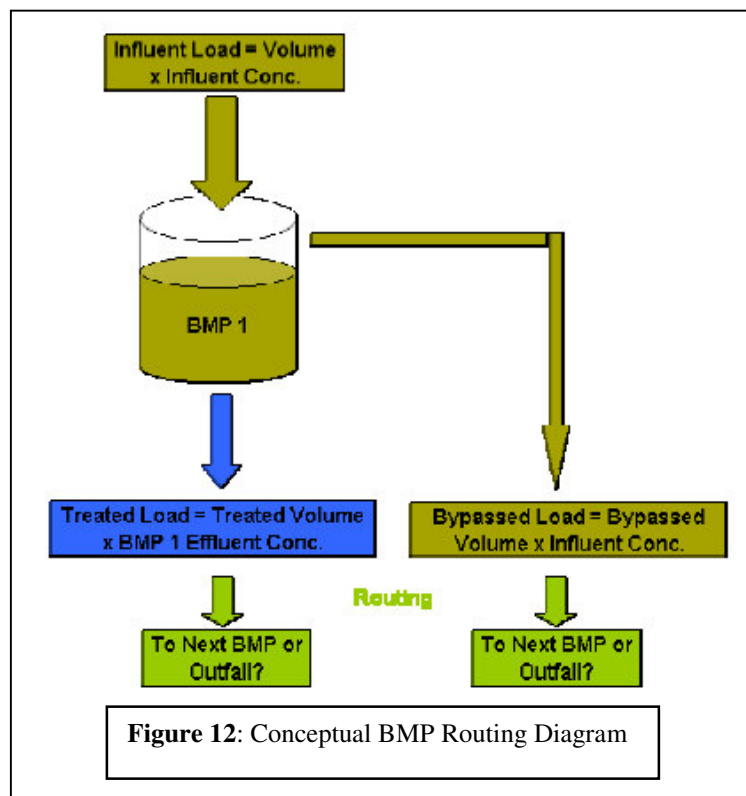 Influent Load = Volume
x Influent Conc.
BMP 1
Treated Load = Treated Volume
x BMP 1 Effluent Conc.
Bypassed Load = Bypassed
Volume x Influent Conc.
Routing
To Next BMP or
Outfall?
To Next BMP or
Outfall?
Figure 12: Conceptual BMP Routing Diagram